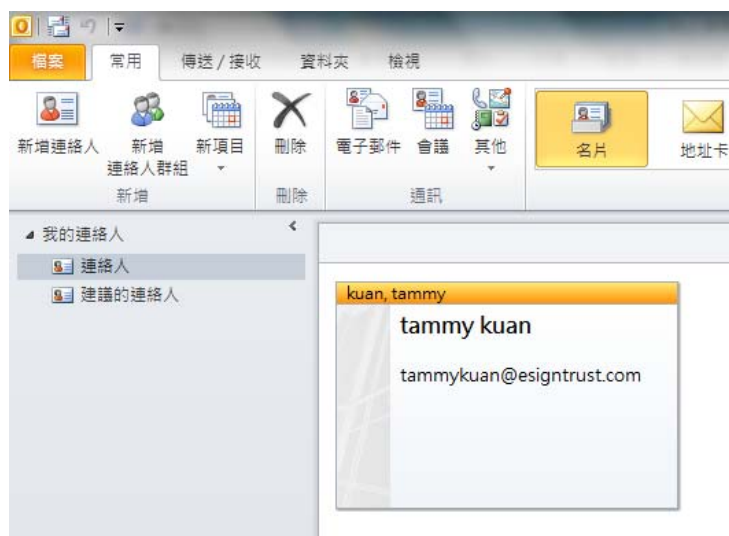 檔案 常用 傳送 / 接收 資料夾 檢視
新增連絡人 新增 連絡人群組 新項目 刪除 電子郵件 會議 其他 名片 地址卡
新增 刪除 通訊
我的連絡人
連絡人
建議的連絡人
kuan, tammy
tammy kuan
tammykuan@esigntrust.com